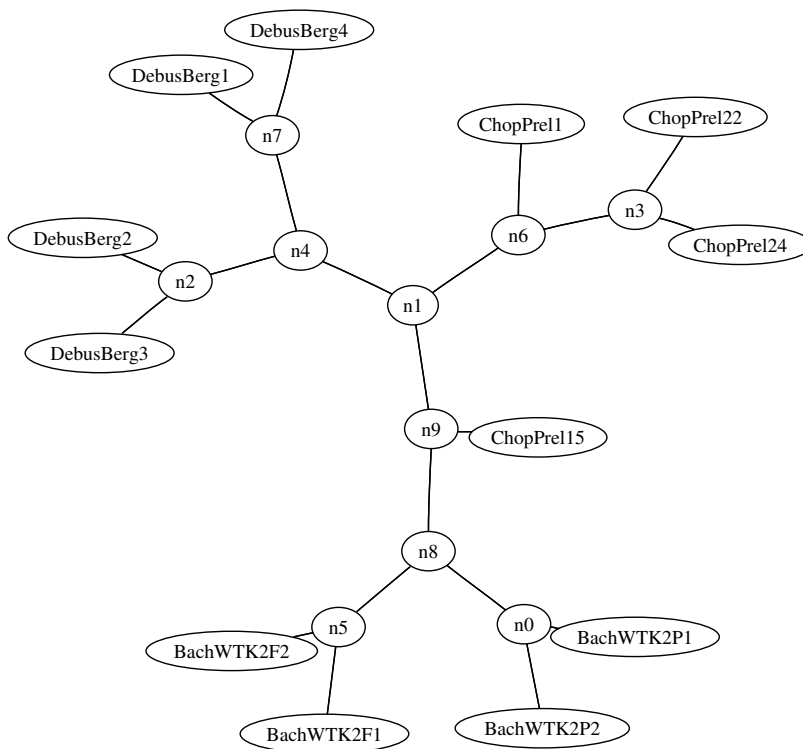 DebusBerg4
DebusBerg1
ChopPrel22
ChopPrel1
n7
n3
n6
DebusBerg2
ChopPrel24
n4
n2
n1
DebusBerg3
n9
ChopPrel15
n8
n0
n5
BachWTK2P1
BachWTK2F2
BachWTK2P2
BachWTK2F1